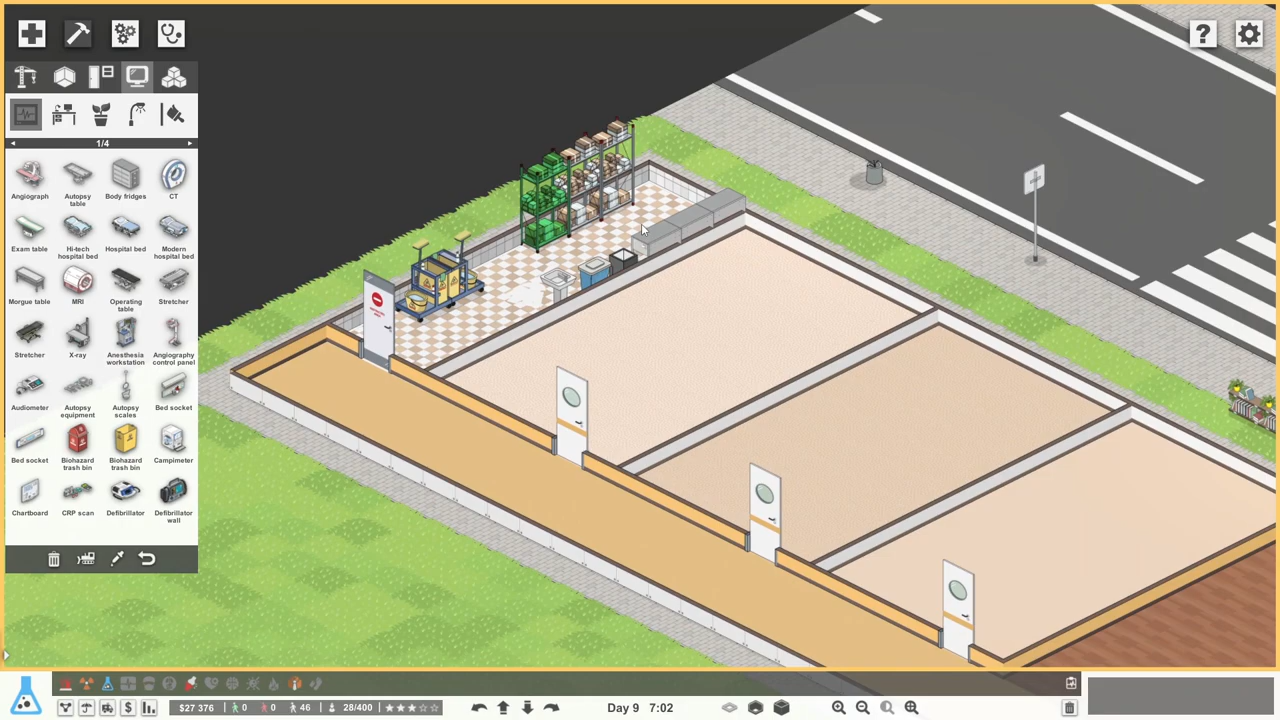 ?
1/4
Angiograph Autopsy table Body fridges CT
Exam table Hi-tech hospital bed Hospital bed Modern hospital bed
Morgue table MRI Operating table Stretcher
Stretcher X-ray Anesthesia workstation Angiography control panel
Audiometer Autopsy equipment Autopsy scales Bed socket
Bed socket Biohazard trash bin Biohazard trash bin Campimeter
Chartboard CRP scan Defibrillator Defibrillator wall
$27 376 0 0 46 28/400 Day 9 7:02